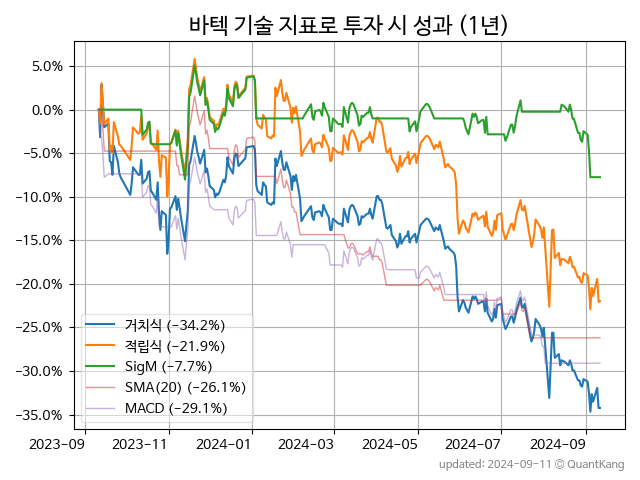 바텍 기술 지표로 투자 시 성과 (1년)
5.0%
0.0%
−5.0%
−10.0%
−15.0%
−20.0%
−25.0%
−30.0%
−35.0%
거치식 (−34.2%)
적립식 (−21.9%)
SigM (−7.7%)
SMA(20) (−26.1%)
MACD (−29.1%)
2023-09 2023-11 2024-01 2024-03 2024-05 2024-07 2024-09
updated: 2024-09-11 © QuantKang